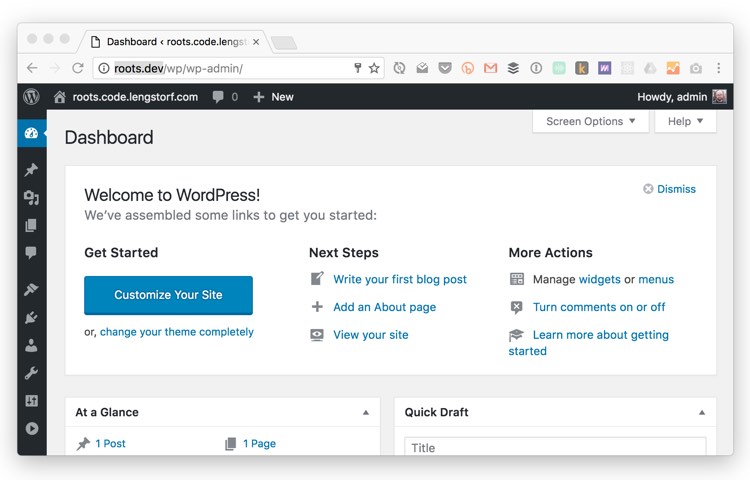 Dashboard ‹ roots.code.lengst
roots.dev/wp/wp-admin/
roots.code.lengstorf.com 0 New Howdy, admin
Screen Options Help
Dashboard
Welcome to WordPress! Dismiss
We've assembled some links to get you started:
Get Started
Customize Your Site
or, change your theme completely
Next Steps
Write your first blog post
Add an About page
View your site
More Actions
Manage widgets or menus
Turn comments on or off
Learn more about getting
started
At a Glance
1 Post 1 Page
Quick Draft
Title